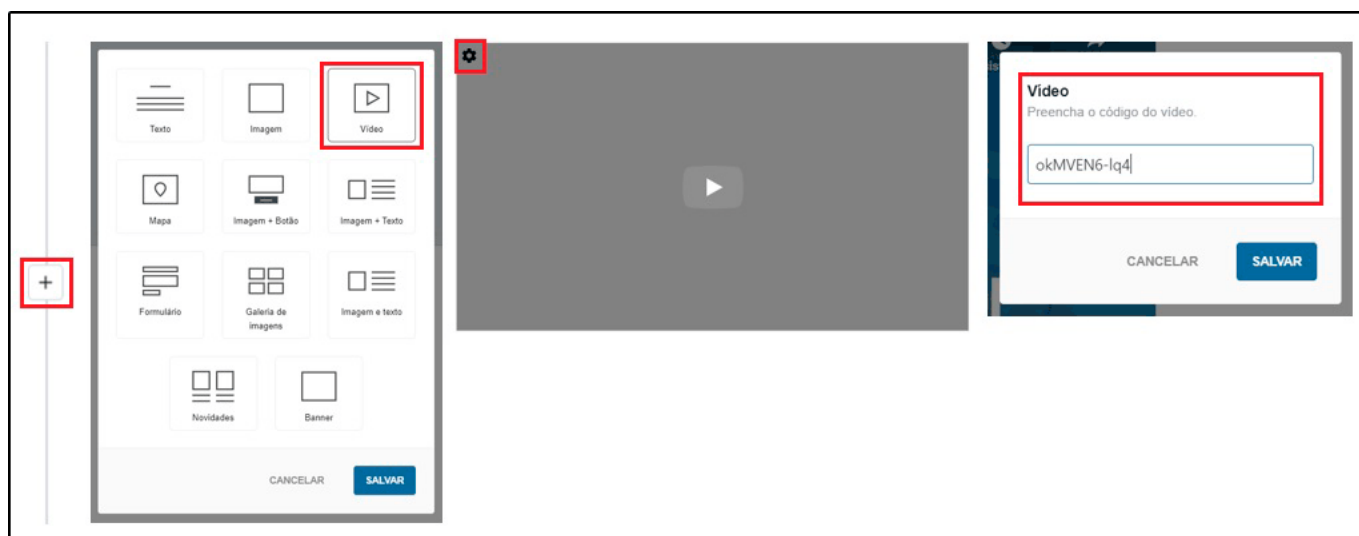 Texto
Imagem
Vídeo
Mapa
Imagem + Botão
Imagem + Texto
Formulário
Galeria de
imagens
Imagem e texto
Novidades
Banner
CANCELAR
SALVAR
Vídeo
Preencha o código do vídeo.
okMVEN6-lq4
CANCELAR
SALVAR